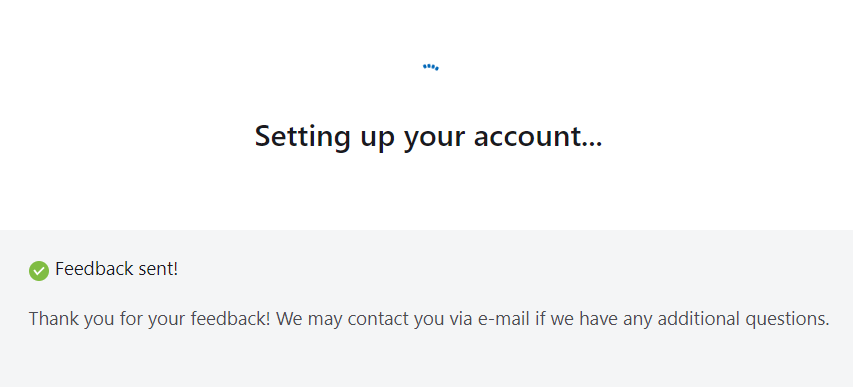 Setting up your account...
Feedback sent!
Thank you for your feedback! We may contact you via e-mail if we have any additional questions.